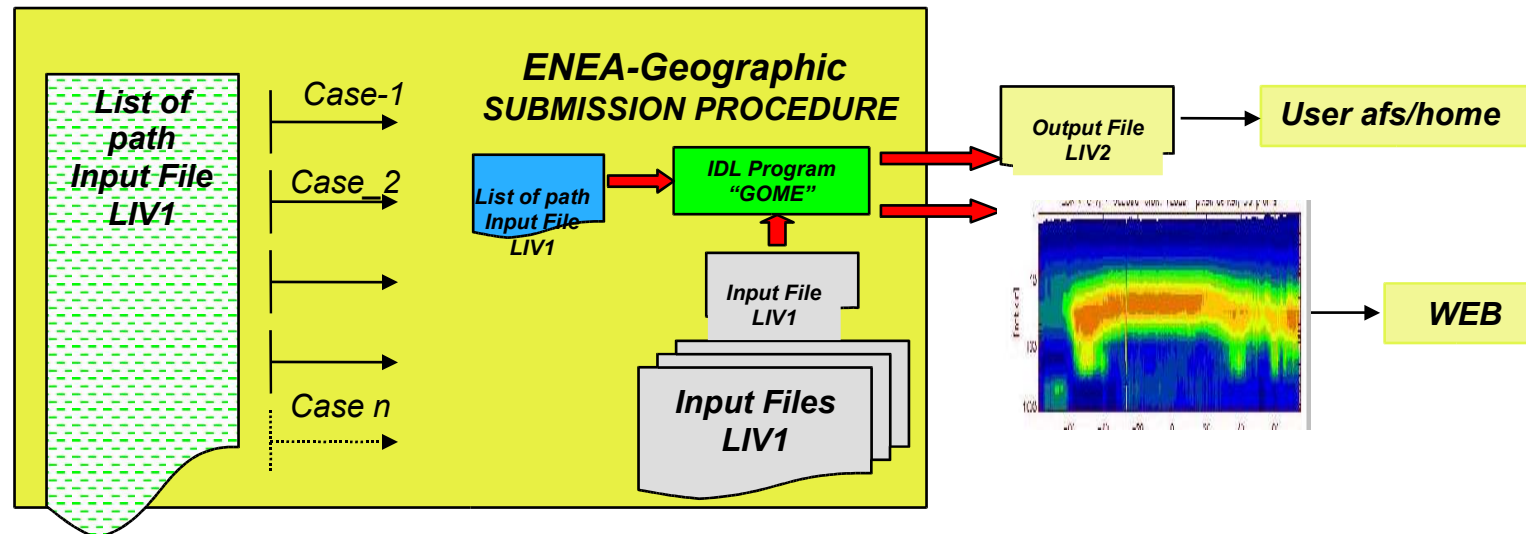 List of
path
Input File
LIV1
Case-1
Case_2
Case n
ENEA-Geographic
SUBMISSION PROCEDURE
List of path
Input File
LIV1
IDL Program
“GOME”
Input File
LIV1
Input Files
LIV1
Output File
LIV2
User afs/home
WEB